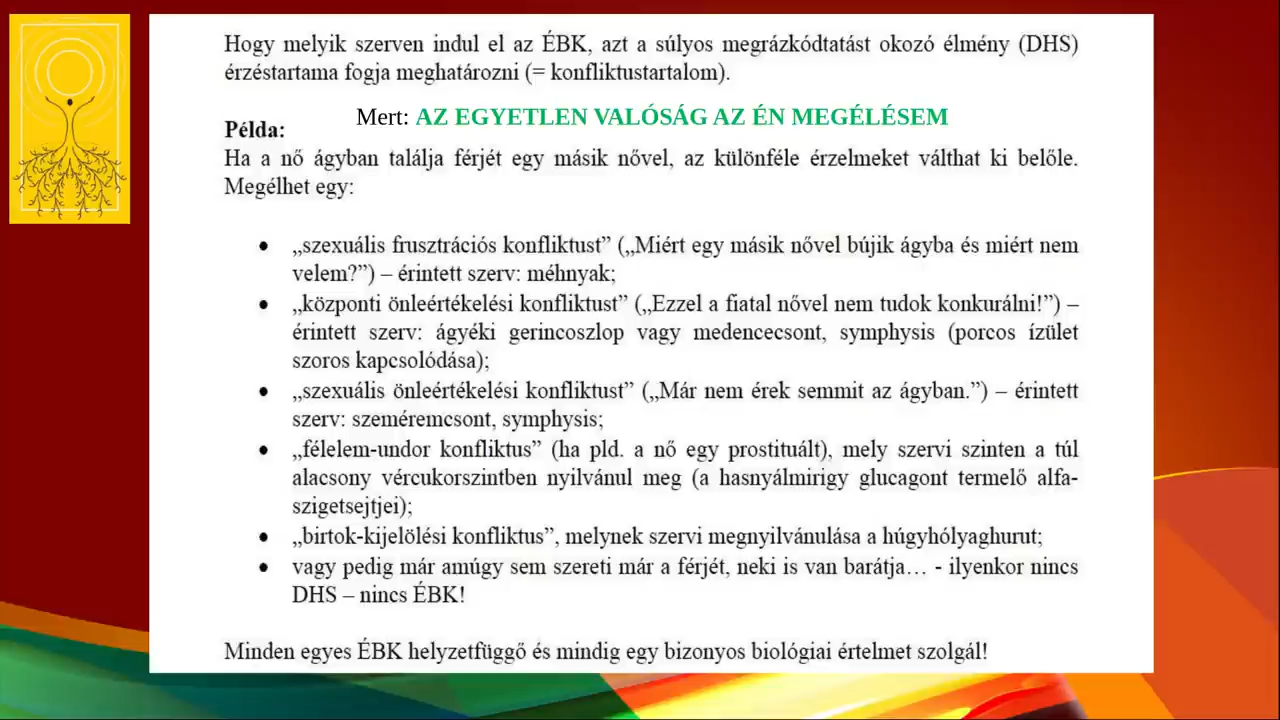 Hogy melyik szerven indul el az ÉBK, azt a súlyos megrázkódtatást okozó élmény (DHS)
érzéstartama fogja meghatározni (= konfliktustartalom).
Mert: AZ EGYETLEN VALÓSÁG AZ ÉN MEGÉLÉSEM
Példa:
Ha a nő ágyban találja férjét egy másik nővel, az különféle érzelmeket válthat ki belőle.
Megélhet egy:
• „szexuális frusztrációs konfliktust” („Miért egy másik nővel bújik ágyba és miért nem
velem?”) – érintett szerv: méhnyak;
• „központi önleértékelési konfliktust” („Ezzel a fiatal nővel nem tudok konkurálni!”) –
érintett szerv: ágyéki gerincoszlop vagy medencecsont, symphysis (porcos ízület
szoros kapcsolódása);
• „szexuális önleértékelési konfliktust” („Már nem érek semmit az ágyban.”) – érintett
szerv: szeméremcsont, symphysis;
• „félelem-undor konfliktus” (ha pld. a nő egy prostituált), mely szervi szinten a túl
alacsony vércukorszintben nyilvánul meg (a hasnyálmirigy glucagont termelő alfa-
szigetsejtjei);
• „birtok-kijelölési konfliktus”, melynek szervi megnyilvánulása a húgyhólyaghurut;
• vagy pedig már amúgy sem szereti már a férjét, neki is van barátja… - ilyenkor nincs
DHS – nincs ÉBK!
Minden egyes ÉBK helyzetfüggő és mindig egy bizonyos biológiai értelmet szolgál!